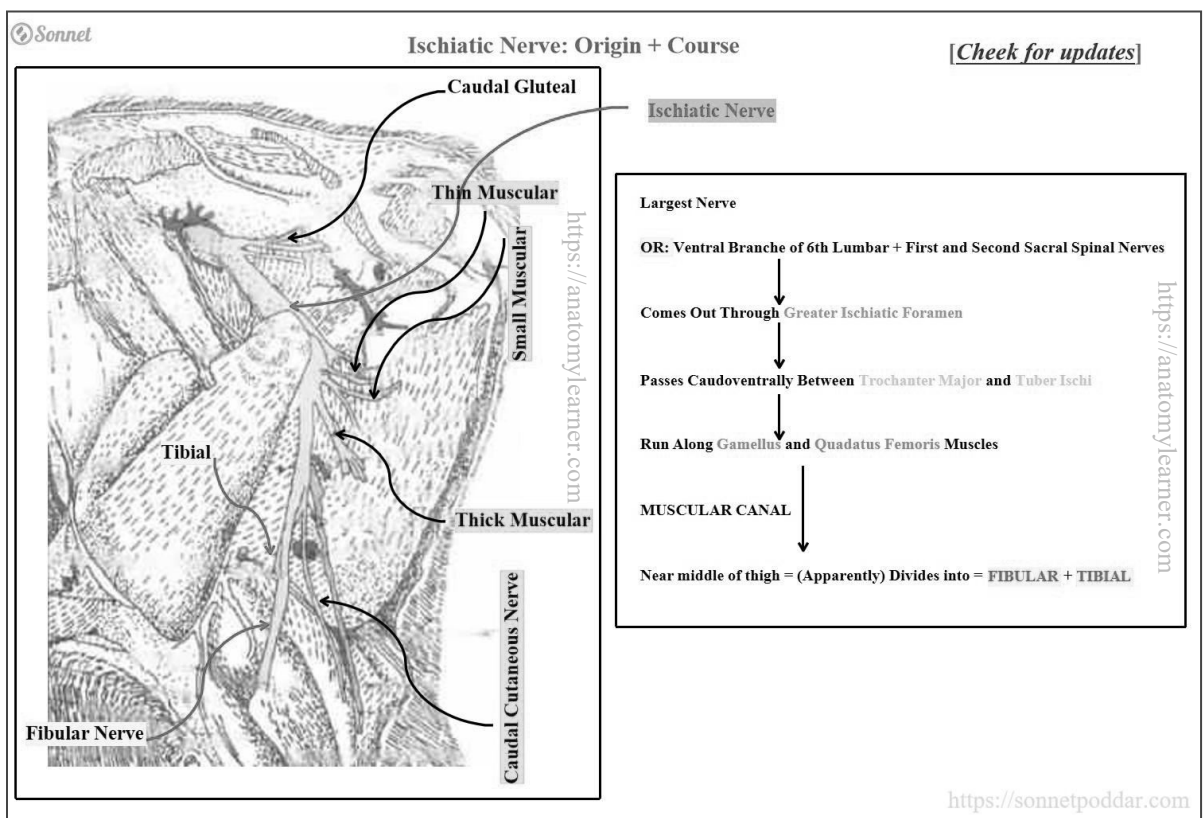 Sonnet
Ischiatic Nerve: Origin + Course
[Cheek for updates]
Caudal Gluteal
Ischiatic Nerve
Thin Muscular
Small Muscular
https://anatomylearner.com
Tibial
Thick Muscular
Caudal Cutaneous Nerve
Fibular Nerve
Largest Nerve
OR: Ventral Branche of 6th Lumbar + First and Second Sacral Spinal Nerves
Comes Out Through Greater Ischiatic Foramen
Passes Caudoventrally Between Trochanter Major and Tuber Ischi
Run Along Gamellus and Quadatus Femoris Muscles
MUSCULAR CANAL
Near middle of thigh = (Apparently) Divides into = FIBULAR + TIBIAL
https://anatomylearner.com
https://sonnetpoddar.com